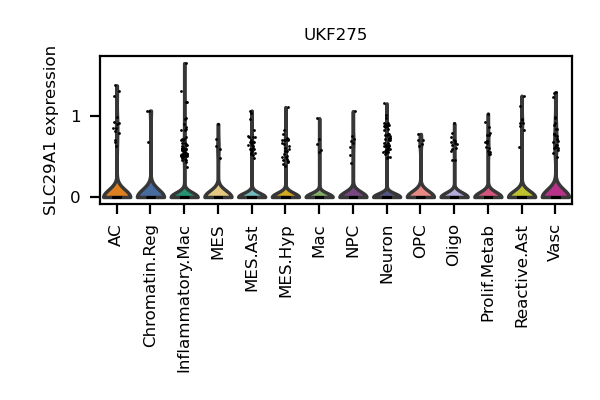 UKF275
SLC29A1 expression
1
0
AC
Chromatin.Reg
Inflammatory.Mac
MES
MES.Ast
MES.Hyp
Mac
NPC
Neuron
OPC
Oligo
Prolif.Metab
Reactive.Ast
Vasc